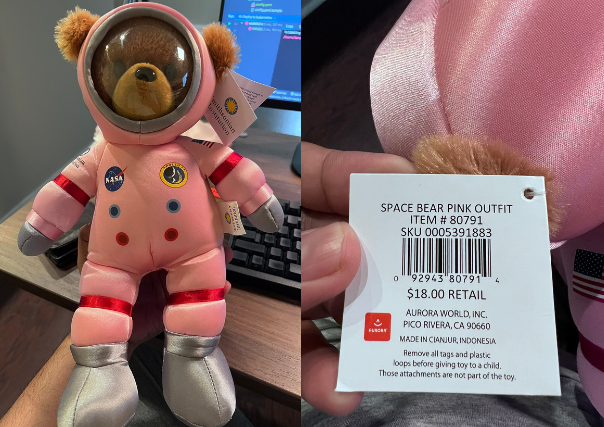 NASA
Smithsonian
Institution
SPACE BEAR PINK OUTFIT
ITEM # 80791
SKU 0005391883
0 92943 80791 4
$18.00 RETAIL
AURORA
AURORA WORLD, INC.
PICO RIVERA, CA 90660
MADE IN CIANJUR, INDONESIA
Remove all tags and plastic
loops before giving toy to a child.
Those attachments are not part of the toy.